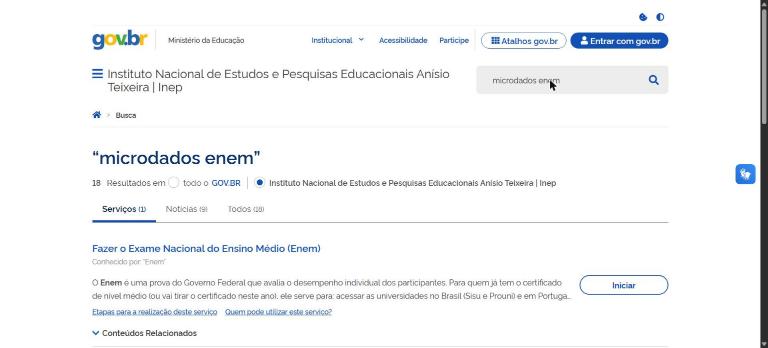 gov.br
Ministério da Educação
Institucional
Acessibilidade
Participe
Atalhos gov.br
Entrar com gov.br
Instituto Nacional de Estudos e Pesquisas Educacionais Anísio
Teixeira | Inep
microdados enem
Busca
“microdados enem”
18 Resultados em todo o GOV.BR Instituto Nacional de Estudos e Pesquisas Educacionais Anísio Teixeira | Inep
Serviços (1) Notícias (9) Todos (18)
Fazer o Exame Nacional do Ensino Médio (Enem)
Conhecido por: "Enem"
O Enem é uma prova do Governo Federal que avalia o desempenho individual dos participantes. Para quem já tem o certificado
de nível médio (ou vai tirar o certificado neste ano), ele serve para: acessar as universidades no Brasil (Sisu e Prouni) e em Portuga...
Iniciar
Etapas para a realização deste serviço Quem pode utilizar este serviço?
Conteúdos Relacionados